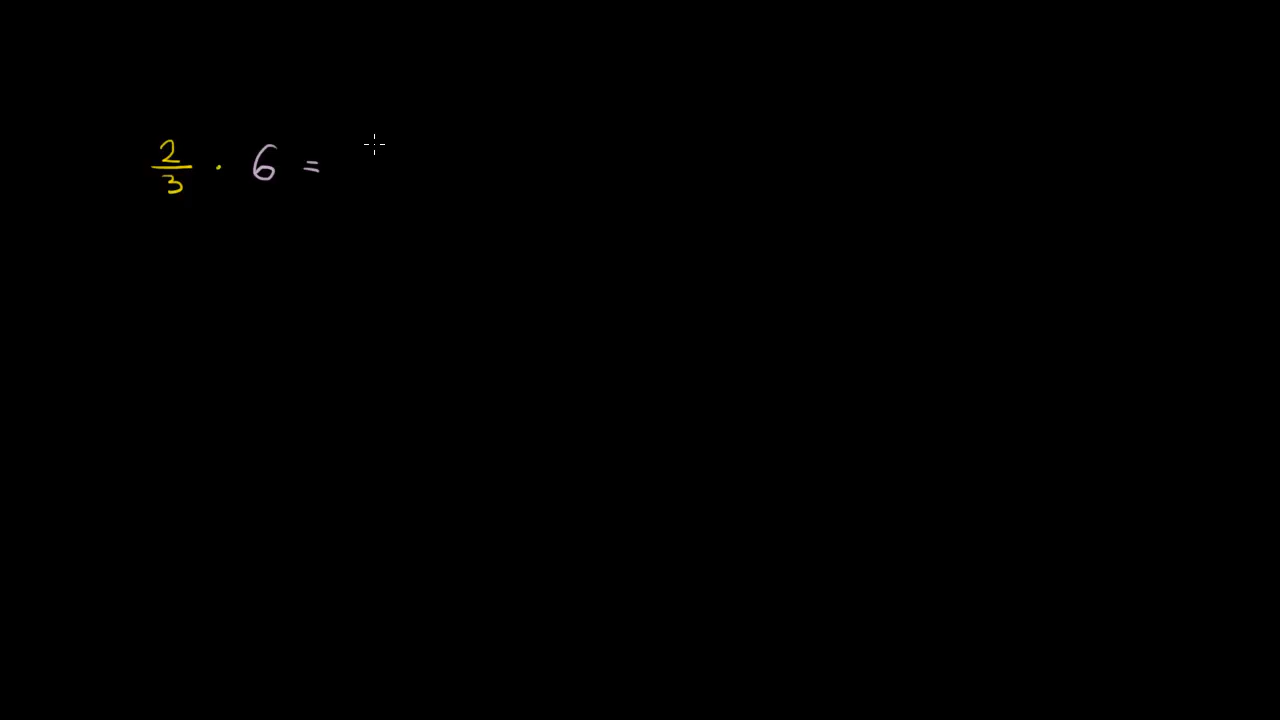 2/3 · 6 =